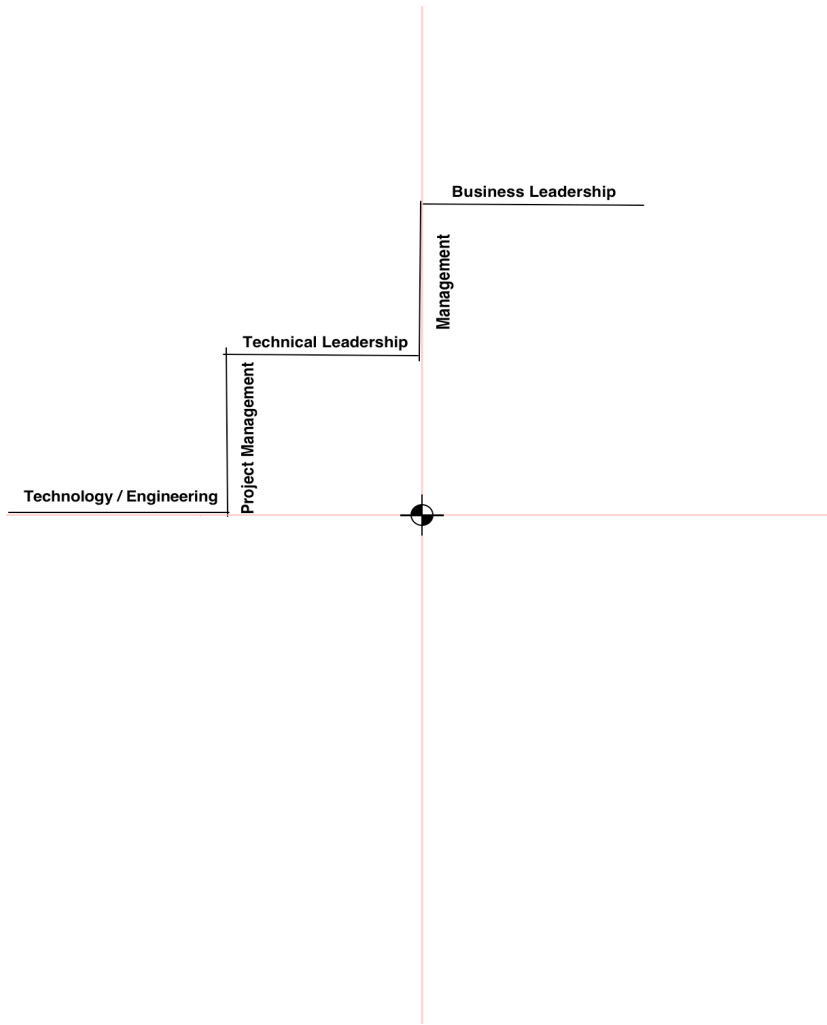 Business Leadership
Management
Technical Leadership
Project Management
Technology / Engineering